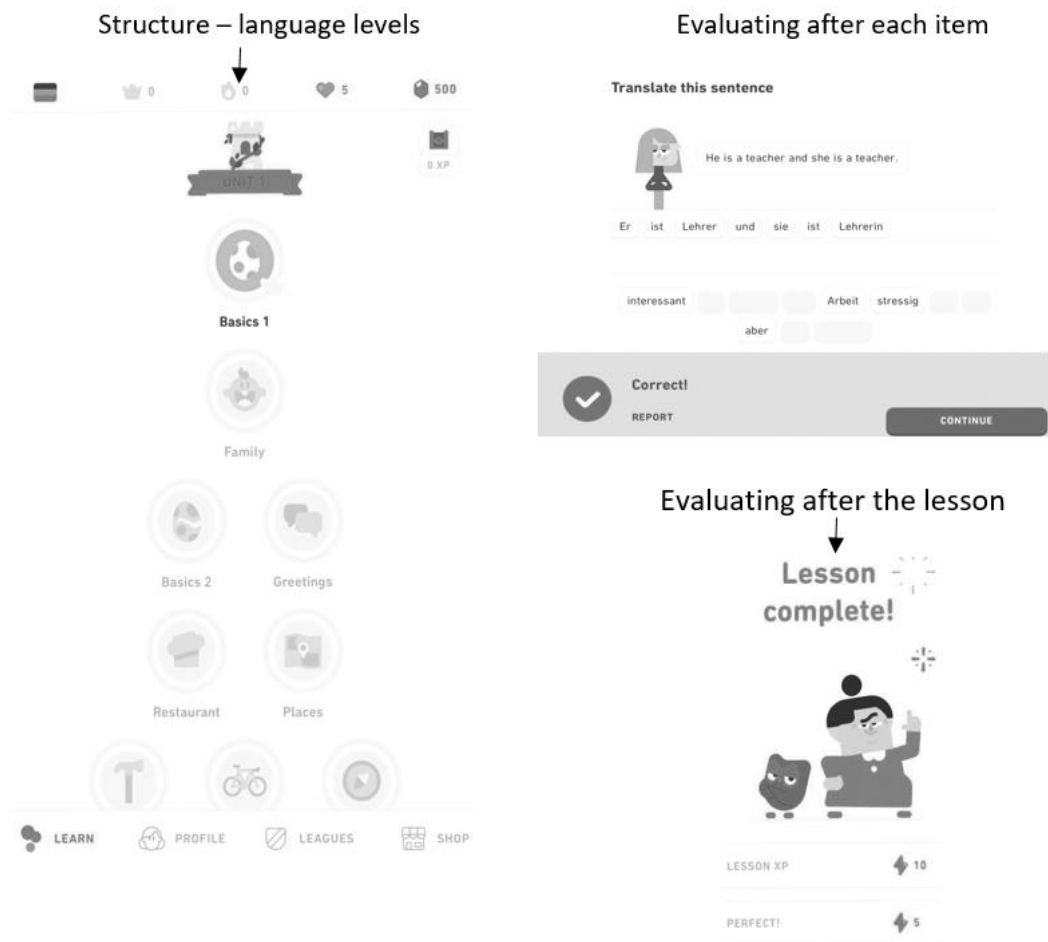 Structure – language levels
0 0 5 500
0 XP
UNIT 1
Basics 1
Family
Basics 2 Greetings
Restaurant Places
LEARN PROFILE LEAGUES SHOP
Evaluating after each item
Translate this sentence
He is a teacher and she is a teacher.
Er ist Lehrer und sie ist Lehrerin
interessant Arbeit stressig
aber
Correct!
REPORT
CONTINUE
Evaluating after the lesson
Lesson
complete!
LESSON XP 10
PERFECT! 5